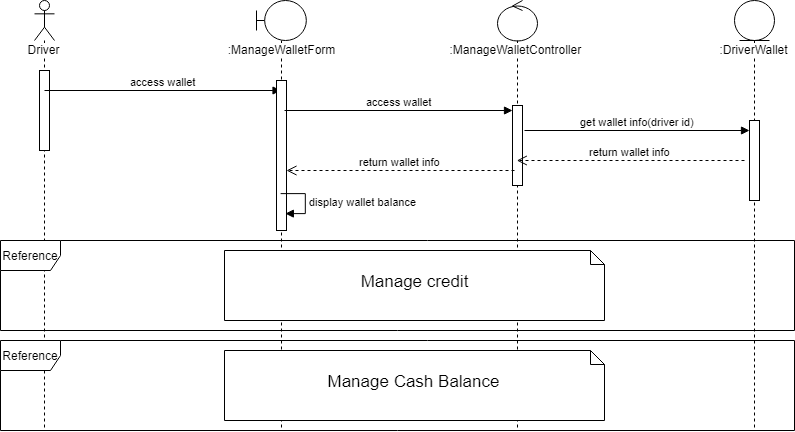 Driver
:ManageWalletForm
:ManageWalletController
:DriverWallet
access wallet
access wallet
get wallet info(driver id)
return wallet info
return wallet info
display wallet balance
Reference
Manage credit
Reference
Manage Cash Balance